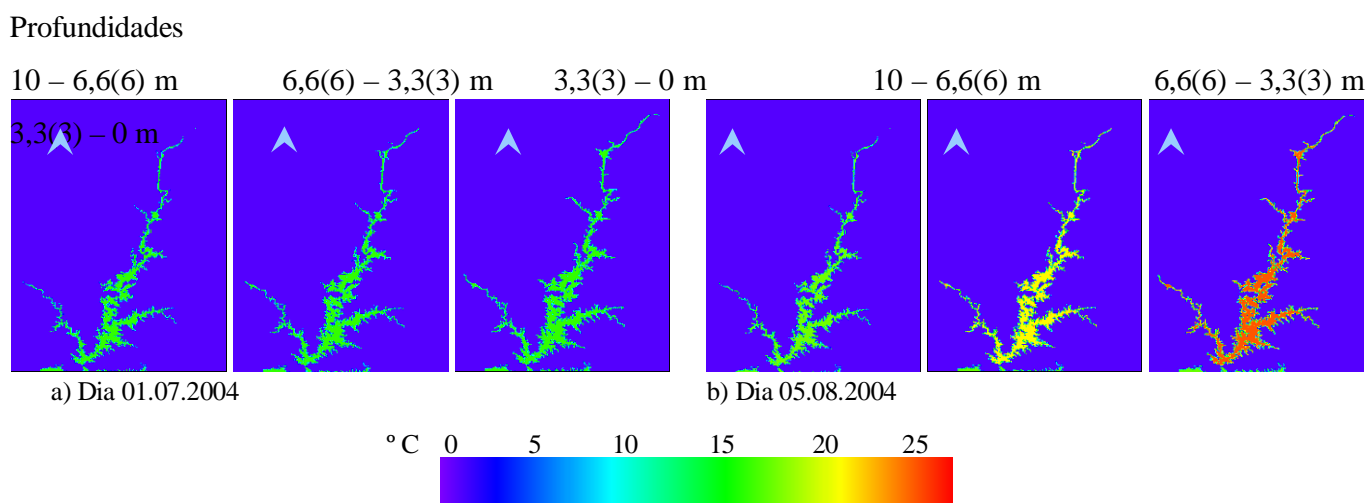 Profundidades
10 – 6,6(6) m 6,6(6) – 3,3(3) m 3,3(3) – 0 m 10 – 6,6(6) m 6,6(6) – 3,3(3) m
3,3(3) – 0 m
a) Dia 01.07.2004 b) Dia 05.08.2004
º C 0 5 10 15 20 25